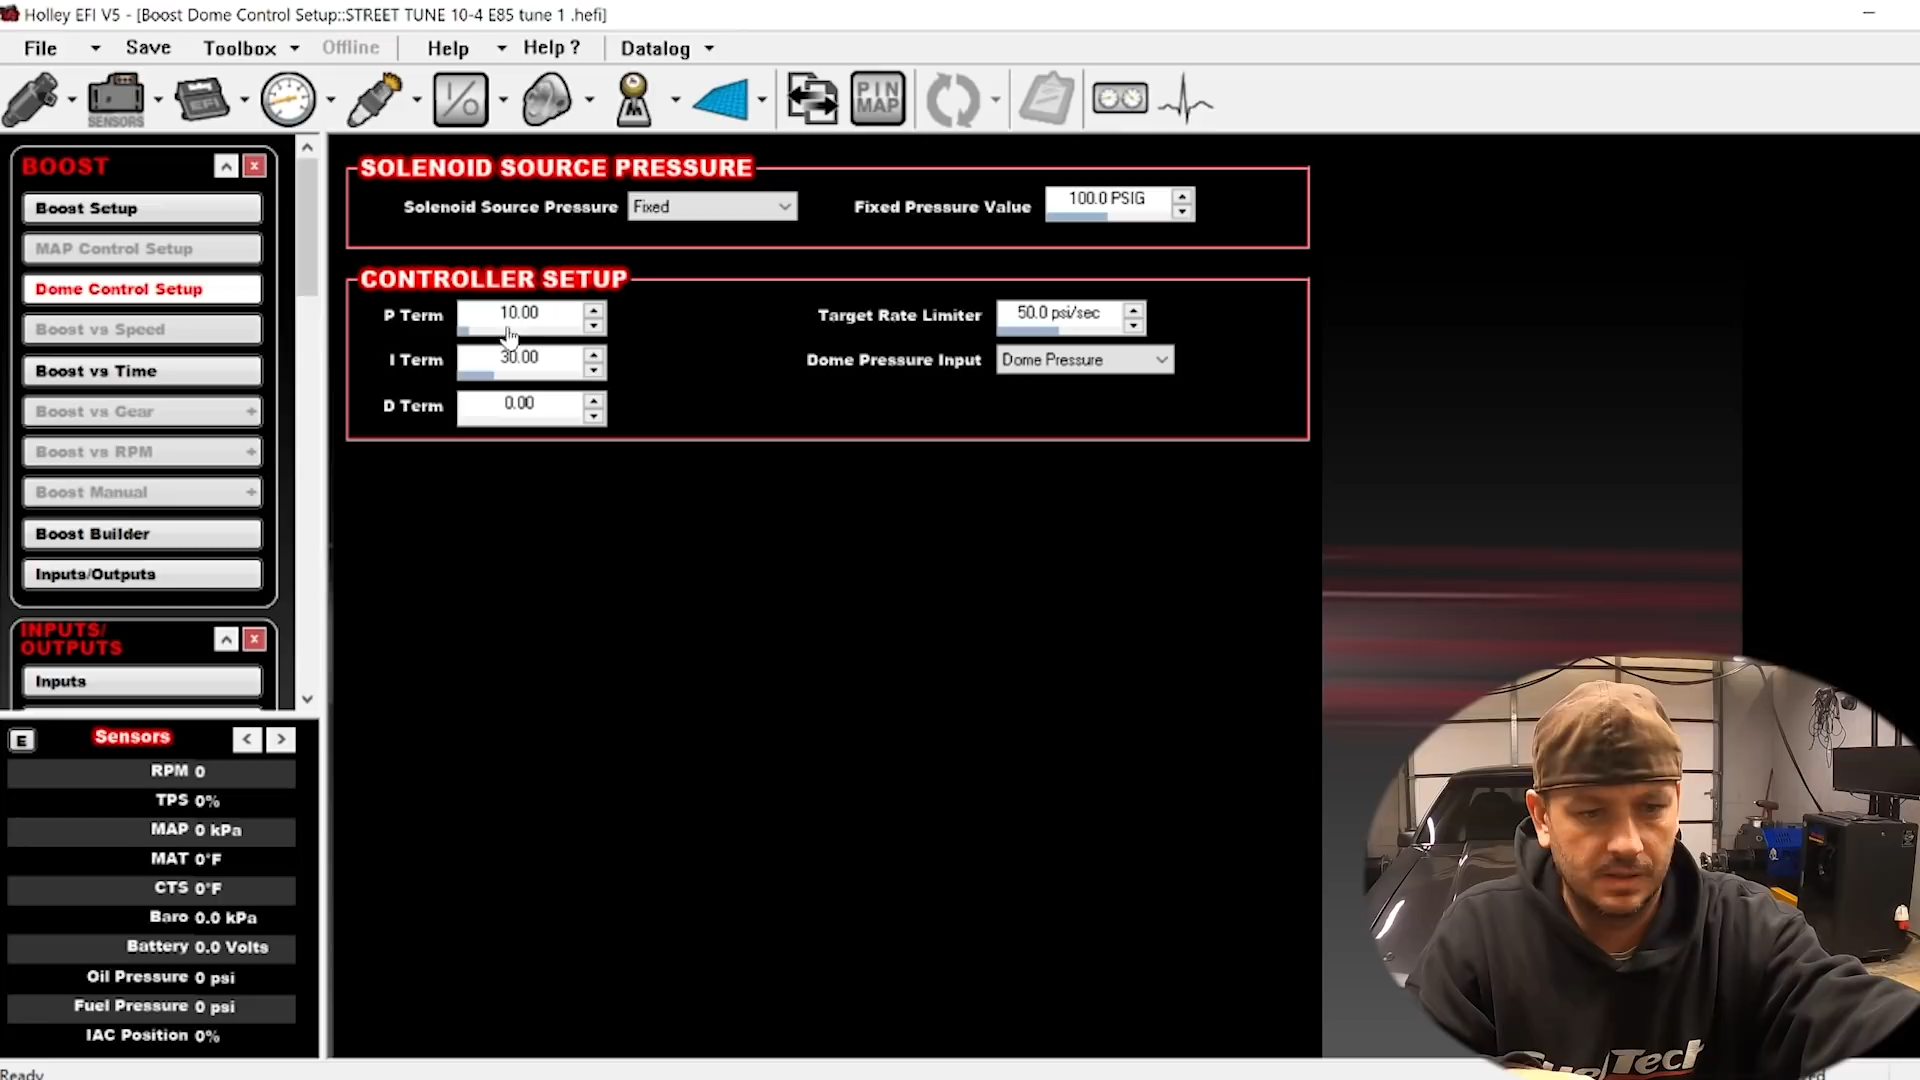 Holley EFI V5 - [Boost Dome Control Setup::STREET TUNE 10-4 E85 tune 1 .hefi]
File Save Toolbox Offline Help Help ? Datalog
SENSORS EFI I/O PIN MAP
BOOST
Boost Setup
MAP Control Setup
Dome Control Setup
Boost vs Speed
Boost vs Time
Boost vs Gear +
Boost vs RPM +
Boost Manual +
Boost Builder
Inputs/Outputs
INPUTS/
OUTPUTS
Inputs
E Sensors < >
RPM 0
TPS 0%
MAP 0 kPa
MAT 0°F
CTS 0°F
Baro 0.0 kPa
Battery 0.0 Volts
Oil Pressure 0 psi
Fuel Pressure 0 psi
IAC Position 0%
Ready
SOLENOID SOURCE PRESSURE
Solenoid Source Pressure Fixed Fixed Pressure Value 100.0 PSIG
CONTROLLER SETUP
P Term 10.00 Target Rate Limiter 50.0 psi/sec
I Term 30.00 Dome Pressure Input Dome Pressure
D Term 0.00
FuelTech